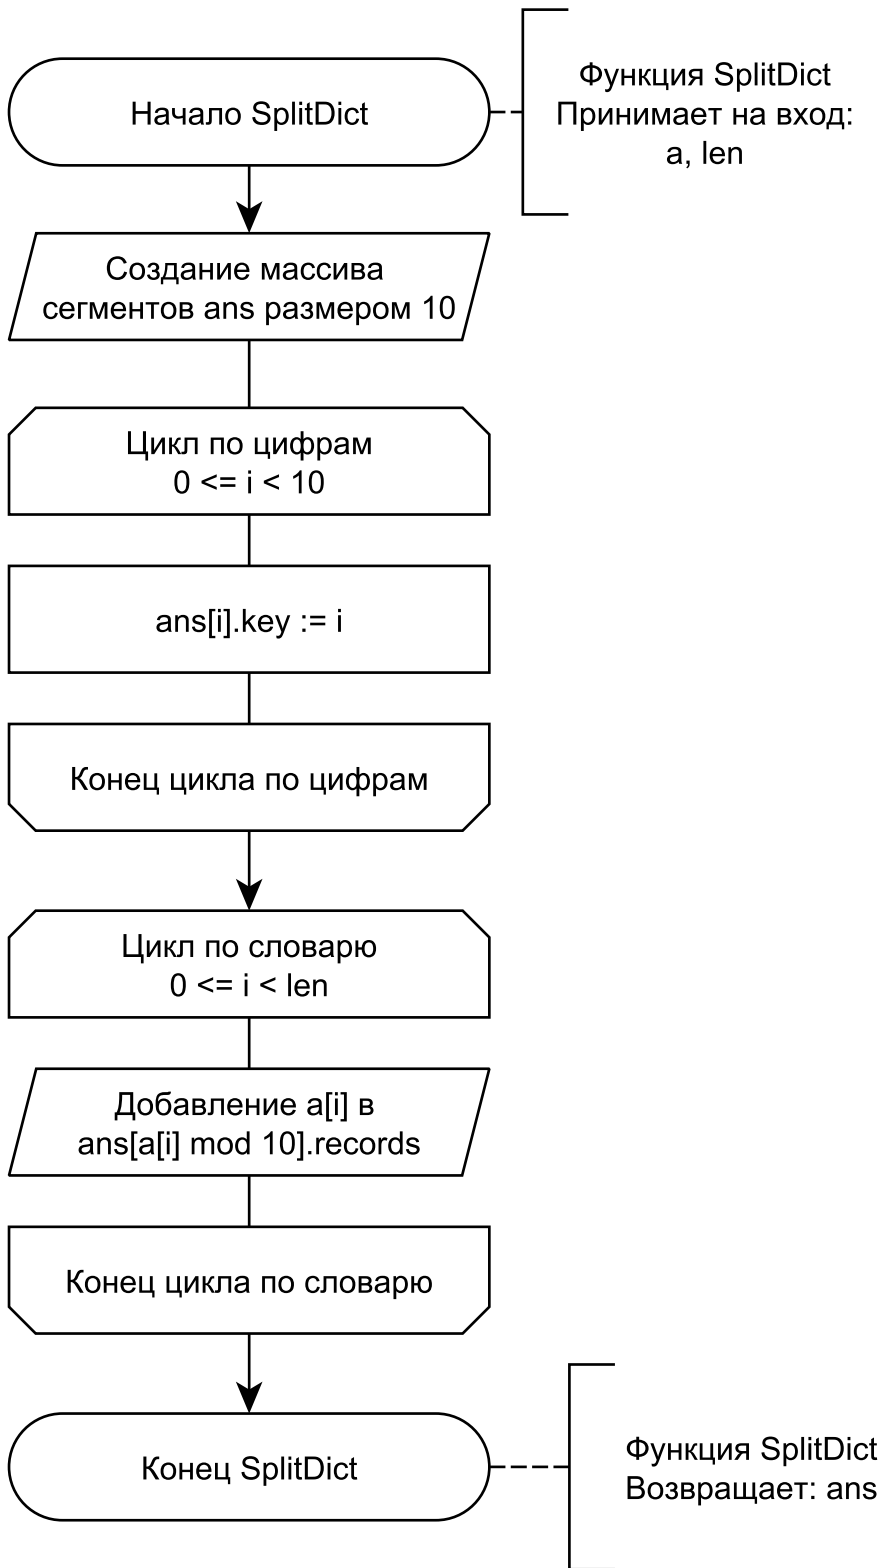 Начало SplitDict
Функция SplitDict
Принимает на вход:
a, len
Создание массива
сегментов ans размером 10
Цикл по цифрам
0 <= i < 10
ans[i].key := i
Конец цикла по цифрам
Цикл по словарю
0 <= i < len
Добавление a[i] в
ans[a[i] mod 10].records
Конец цикла по словарю
Конец SplitDict
Функция SplitDict
Возвращает: ans